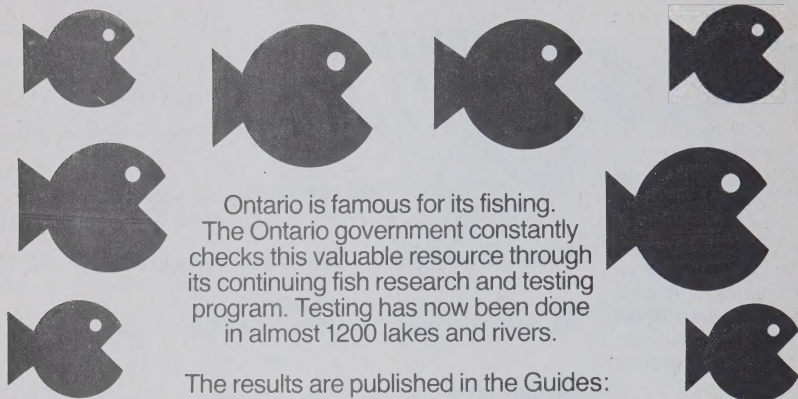 Ontario is famous for its fishing.
The Ontario government constantly
checks this valuable resource through
its continuing fish research and testing
program. Testing has now been done
in almost 1200 lakes and rivers.
The results are published in the Guides: